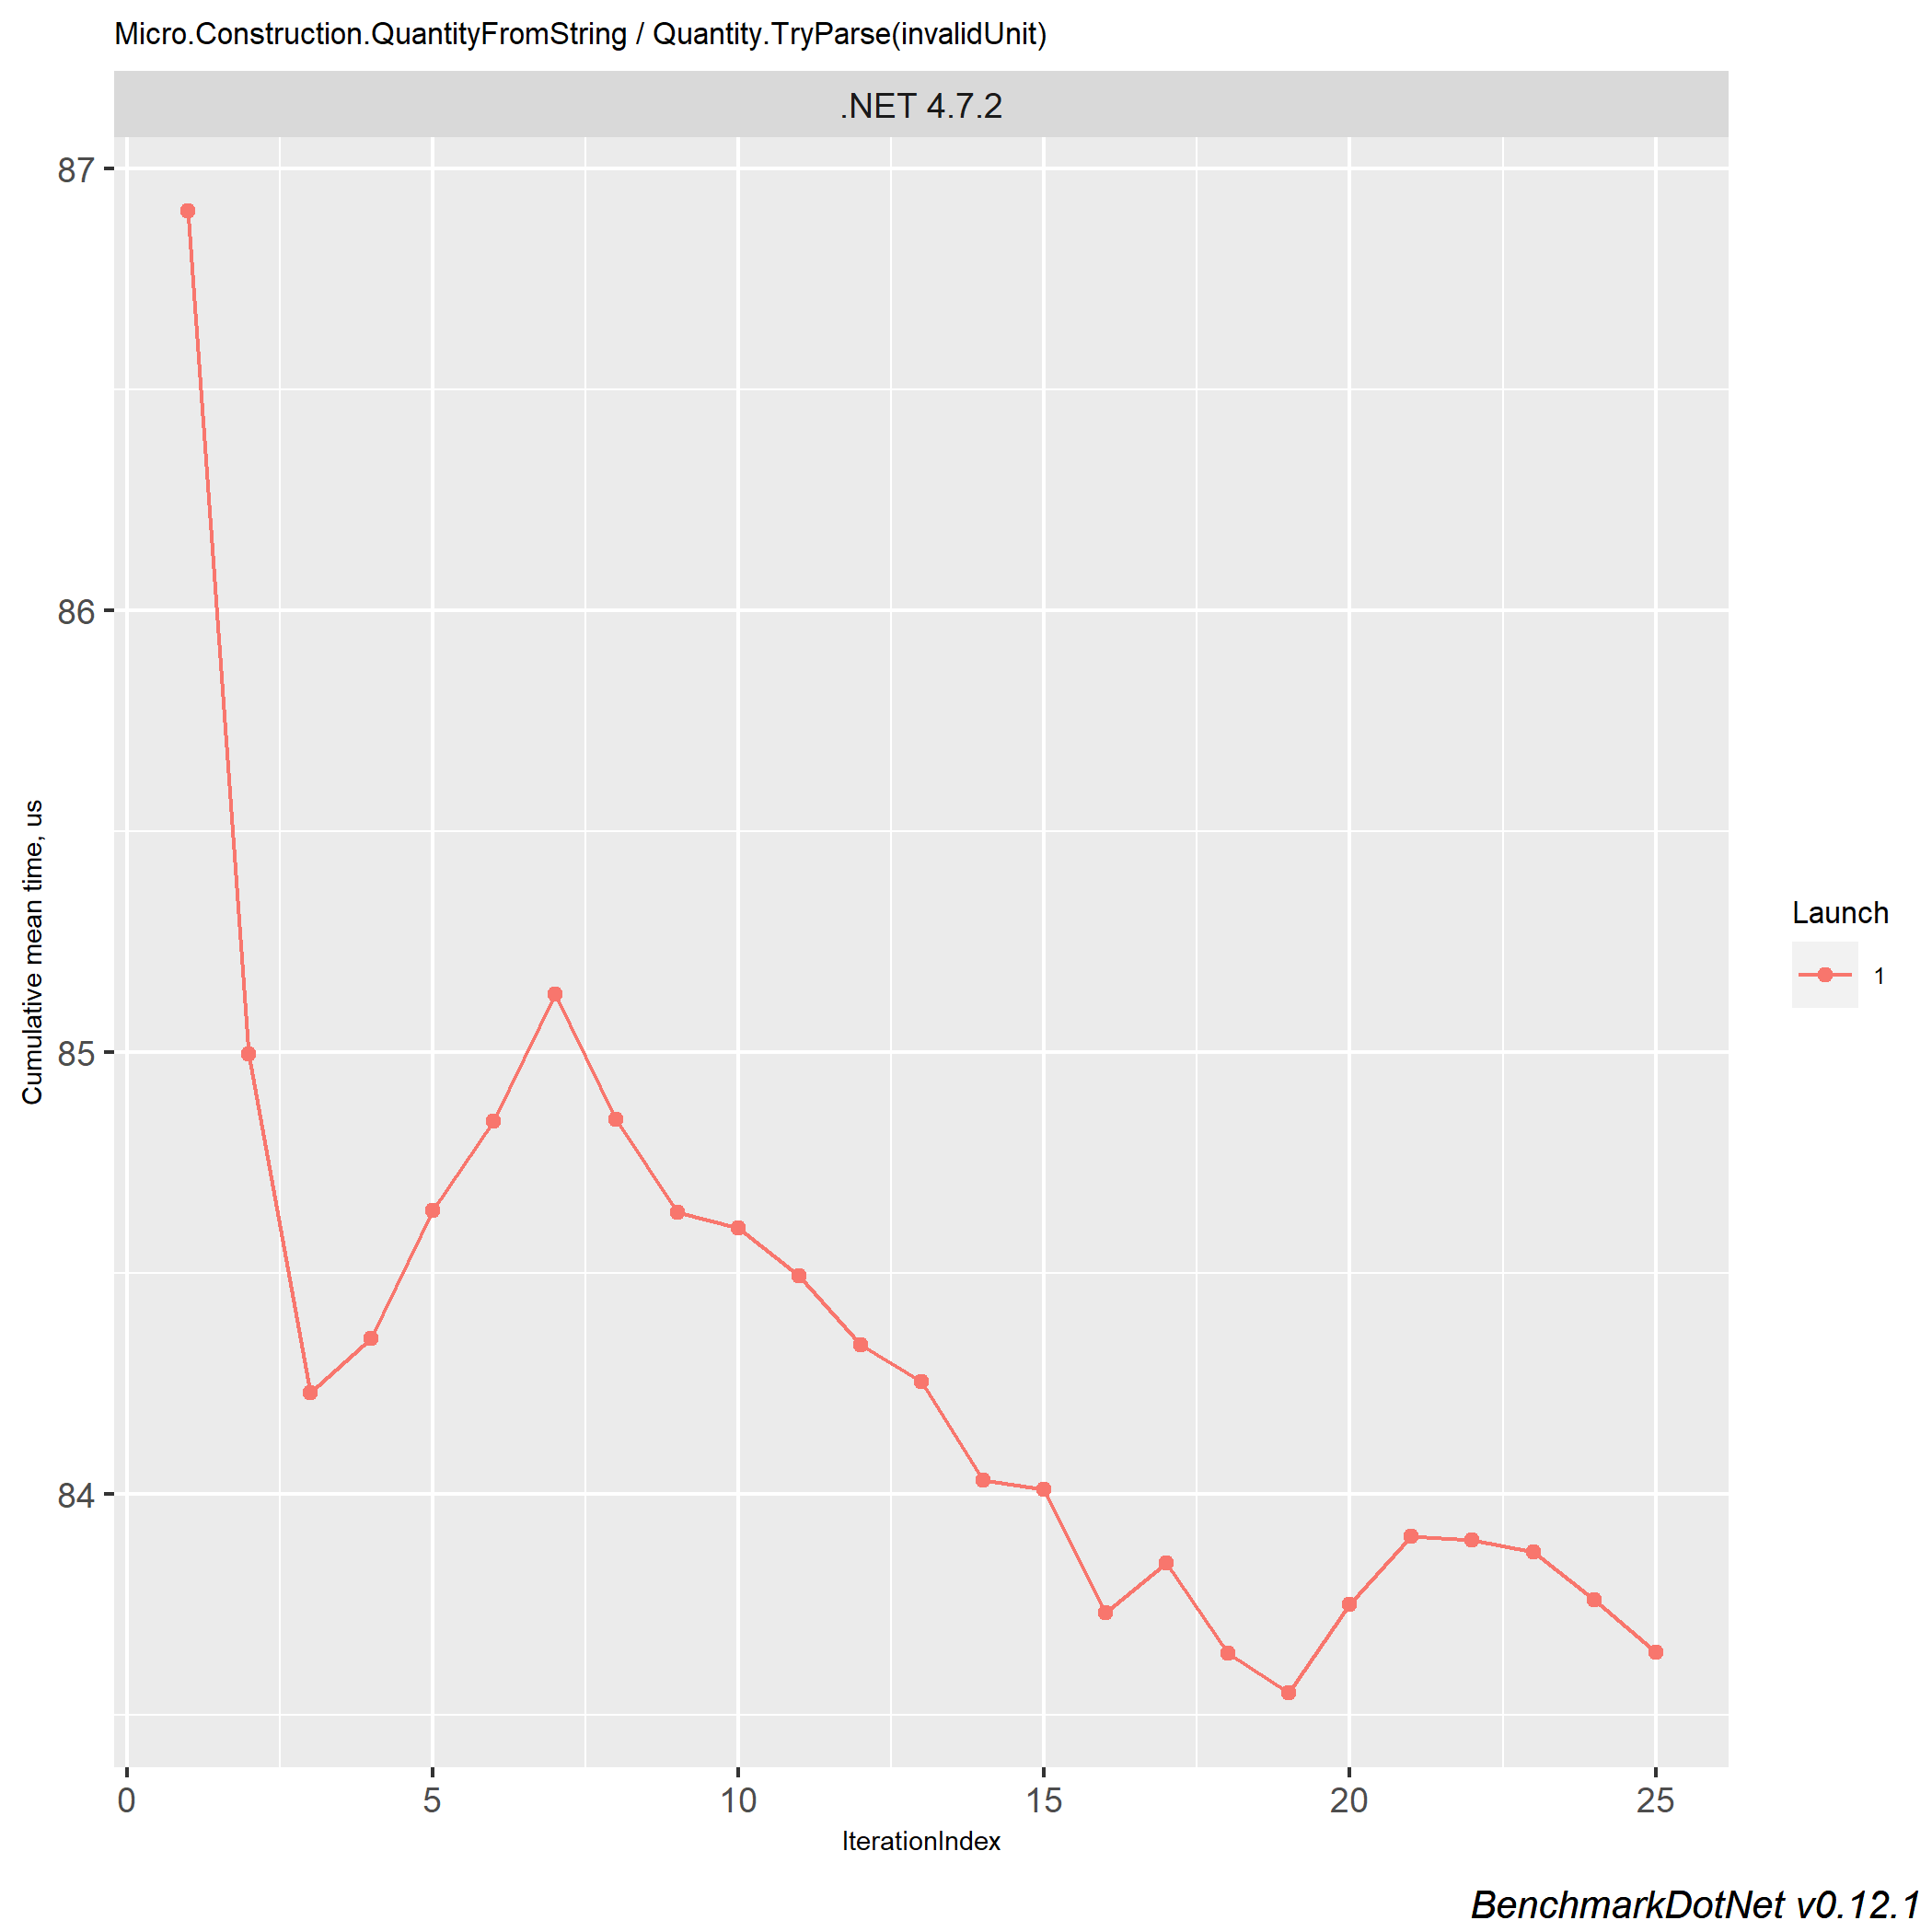 Micro.Construction.QuantityFromString / Quantity.TryParse(invalidUnit)
.NET 4.7.2
87
86
85
84
Cumulative mean time, us
0 5 10 15 20 25
IterationIndex
Launch
1
BenchmarkDotNet v0.12.1